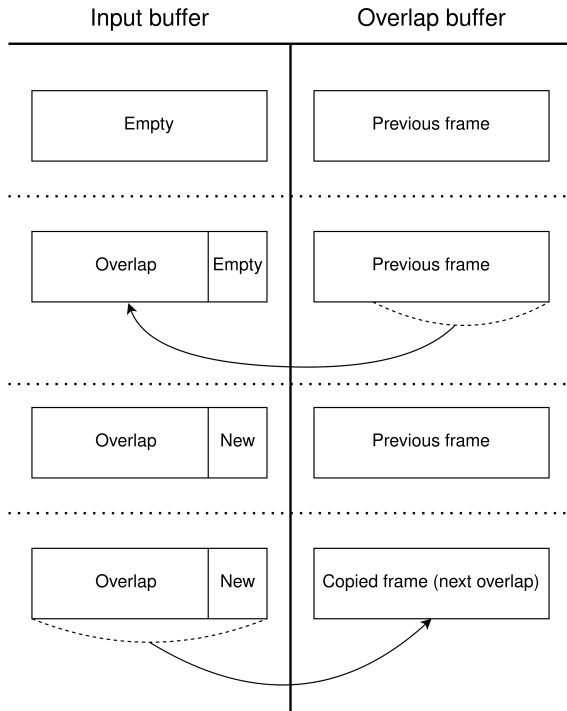 Input buffer Overlap buffer
Empty Previous frame
Overlap Empty Previous frame
Overlap New Previous frame
Overlap New Copied frame (next overlap)